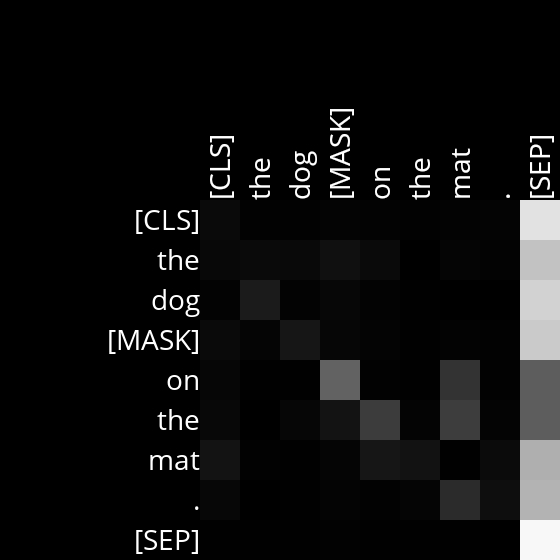 [CLS] the dog [MASK] on the mat . [SEP]
[CLS]
the
dog
[MASK]
on
the
mat
.
[SEP]